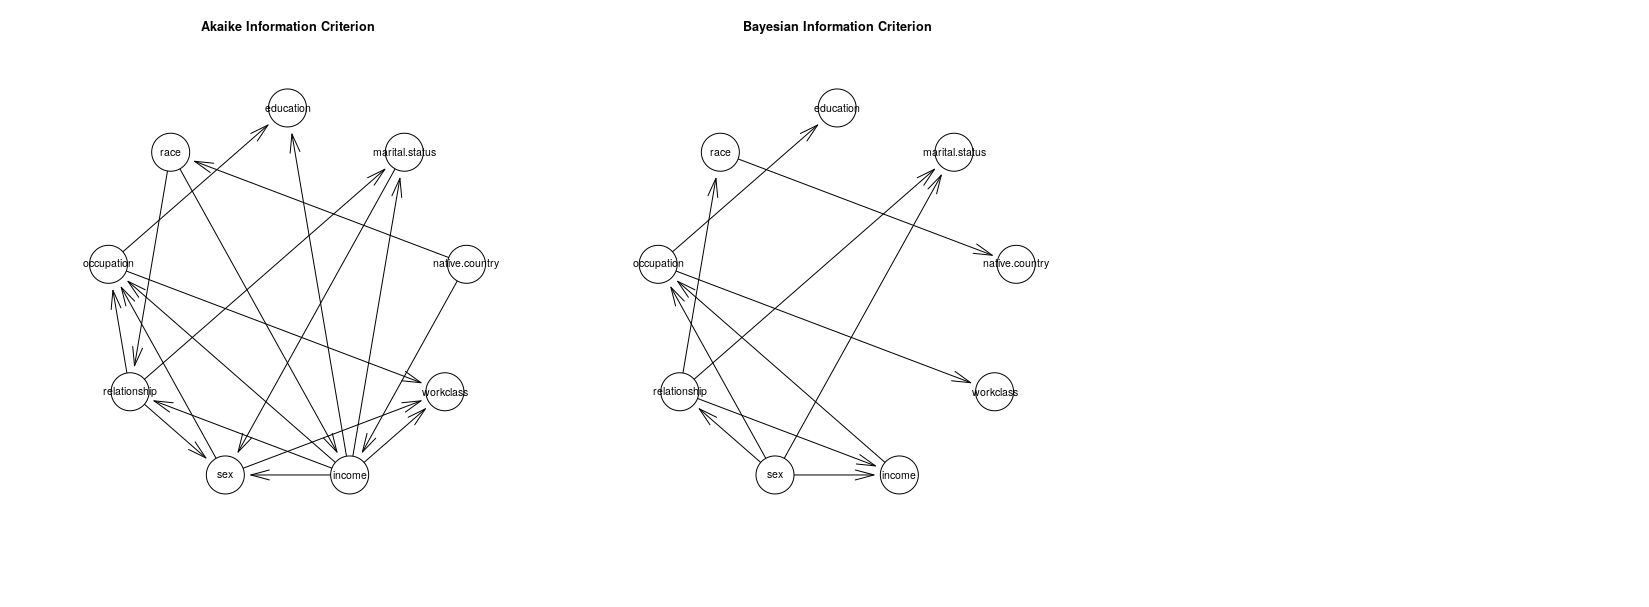 Akaike Information Criterion
education
race
marital.status
occupation
native.country
relationship
workclass
sex
income
Bayesian Information Criterion
education
race
marital.status
occupation
native.country
relationship
workclass
sex
income